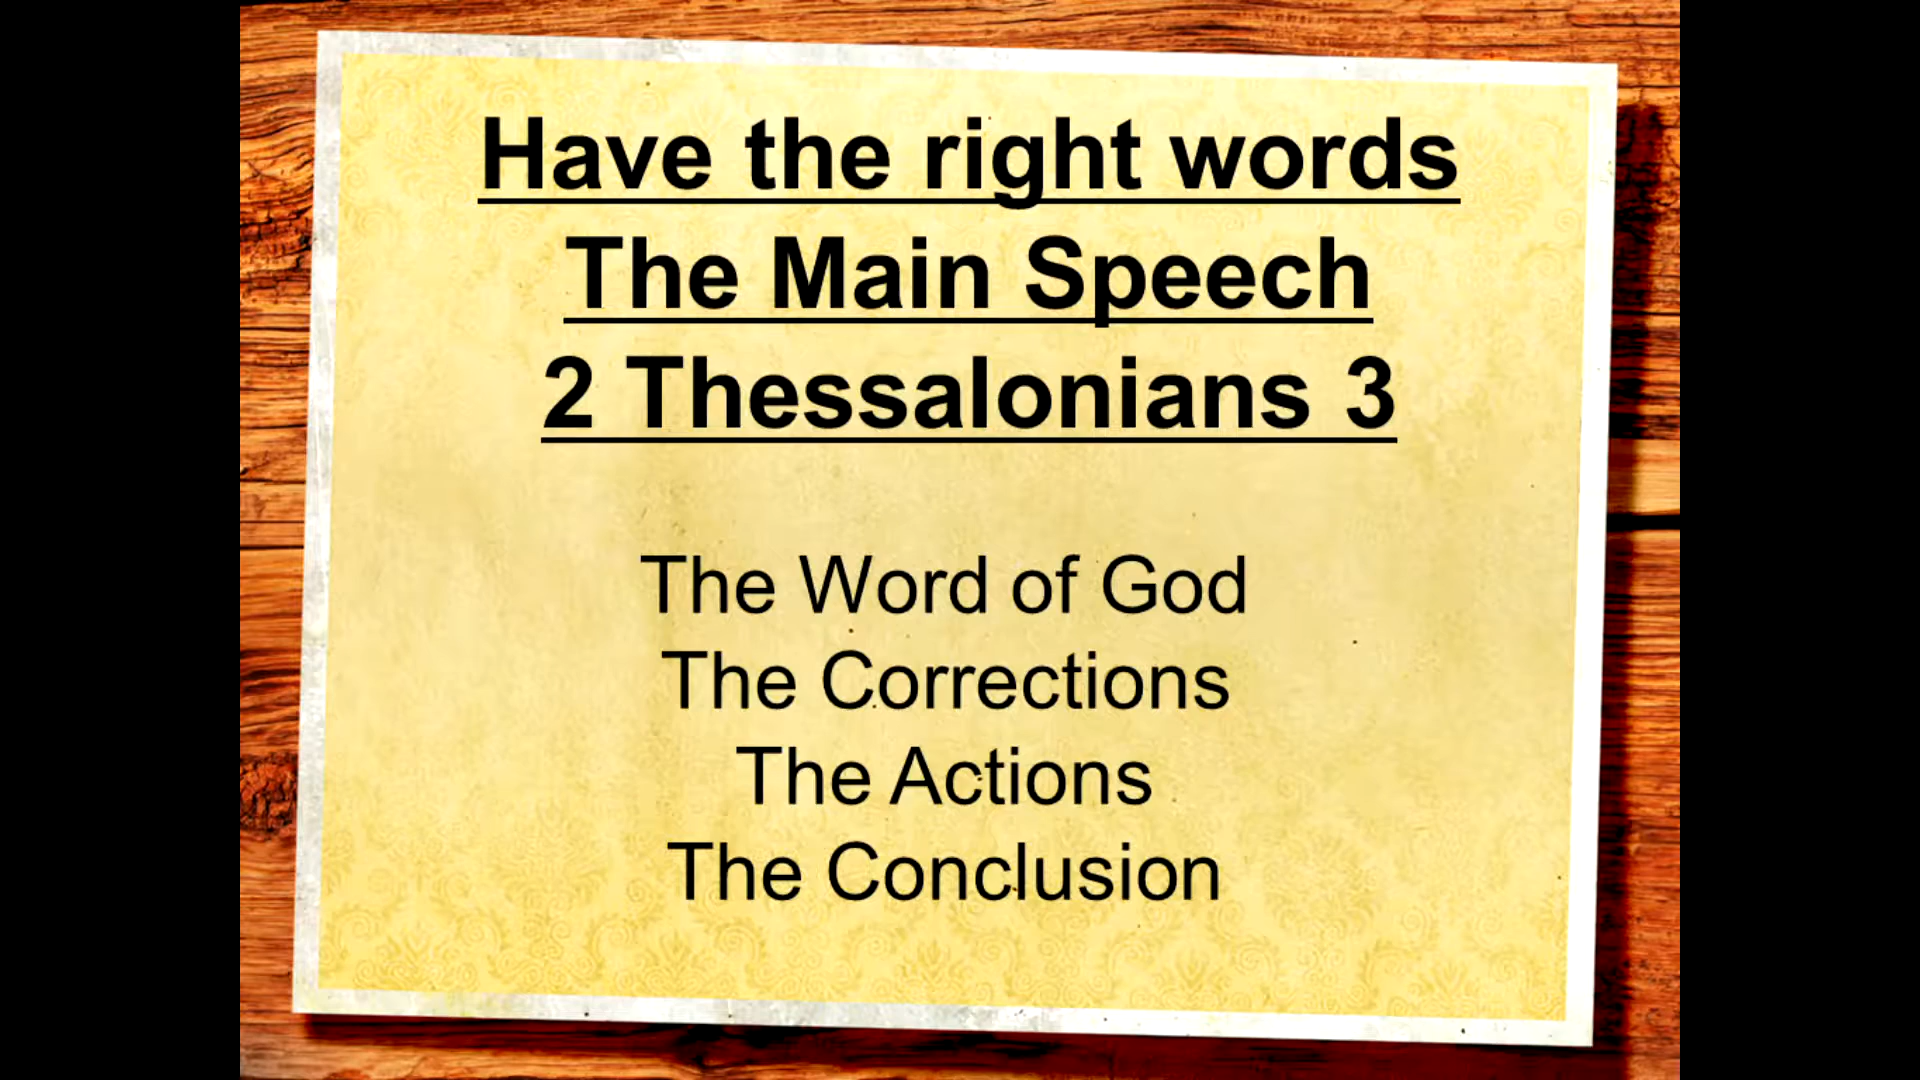 Have the right words
The Main Speech
2 Thessalonians 3
The Word of God
The Corrections
The Actions
The Conclusion